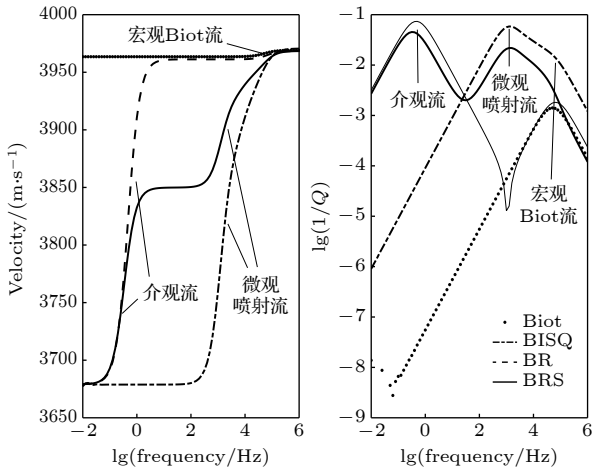 4000
3950
3900
3850
3800
3750
3700
3650
Velocity/(m·s⁻¹)
宏观Biot流
介观流
微观
喷射流
−2
0
2
4
6
lg(frequency/Hz)
−1
−2
−3
−4
−5
−6
−7
−8
−9
lg(1/Q)
介观流
微观
喷射流
宏观
Biot流
Biot
BISQ
BR
BRS
−2
0
2
4
6
lg(frequency/Hz)